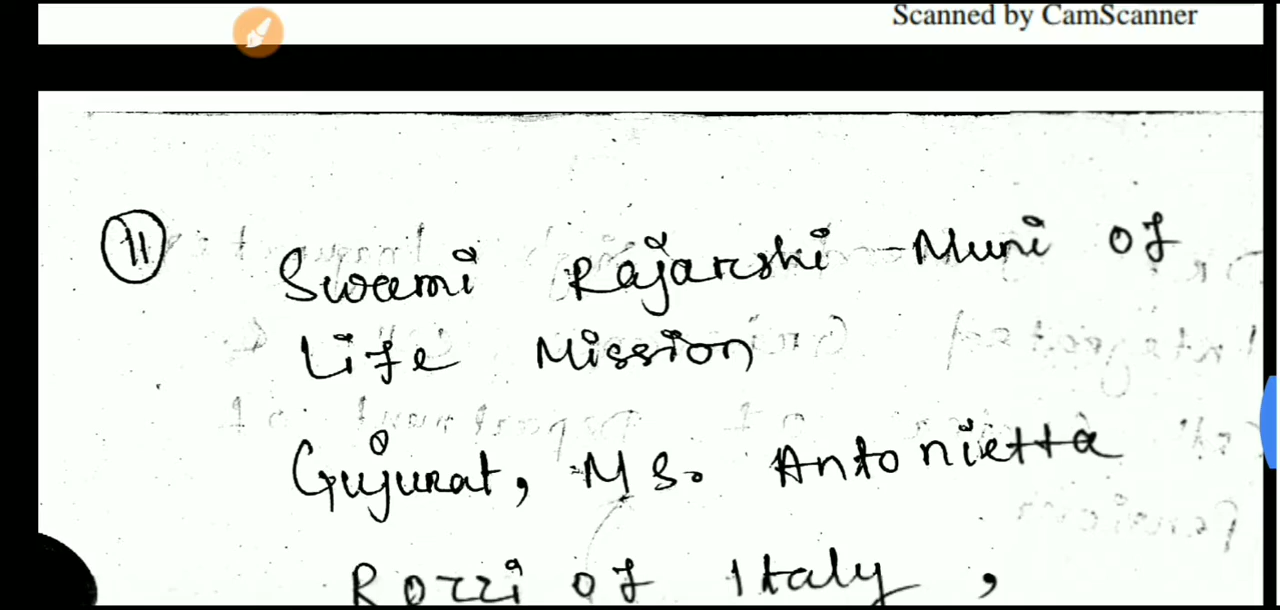 Scanned by CamScanner
11
Swami Rajarshi - Muni of
Life Mission
Gujurat, Ms. Antonietta
Rozzi of Italy,